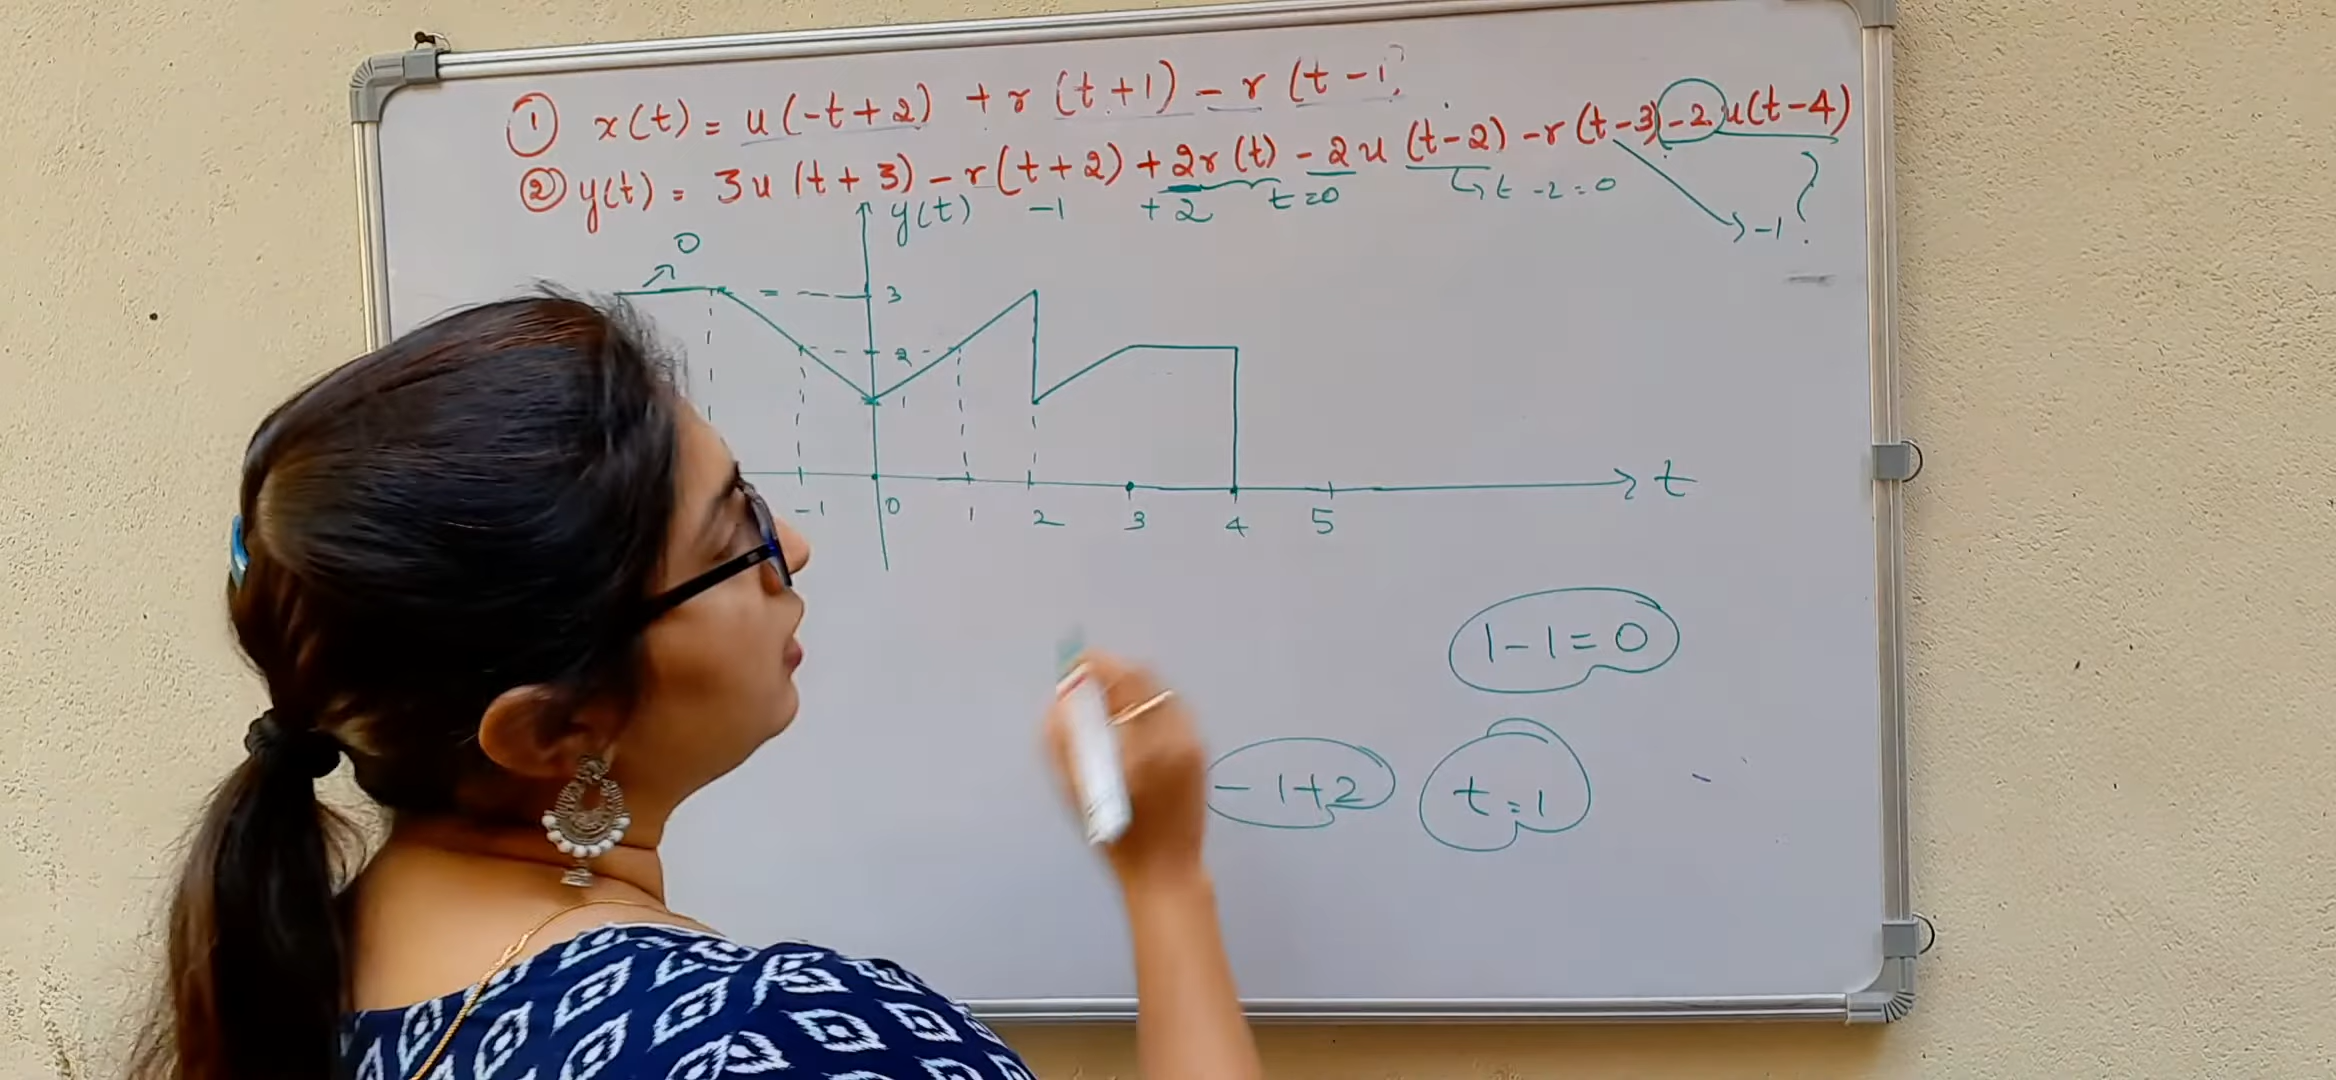 ① x(t) = u(-t+2) + r(t+1) - r(t-1)
② y(t) = 3u(t+3) - r(t+2) + 2r(t) - 2u(t-2) - r(t-3) - 2u(t-4)
y(t) -1 +2 t=0 ↳ t-2=0 → -1 ?
0
3
2
1
t
-1 0 1 2 3 4 5
1-1=0
-1+2 t=1